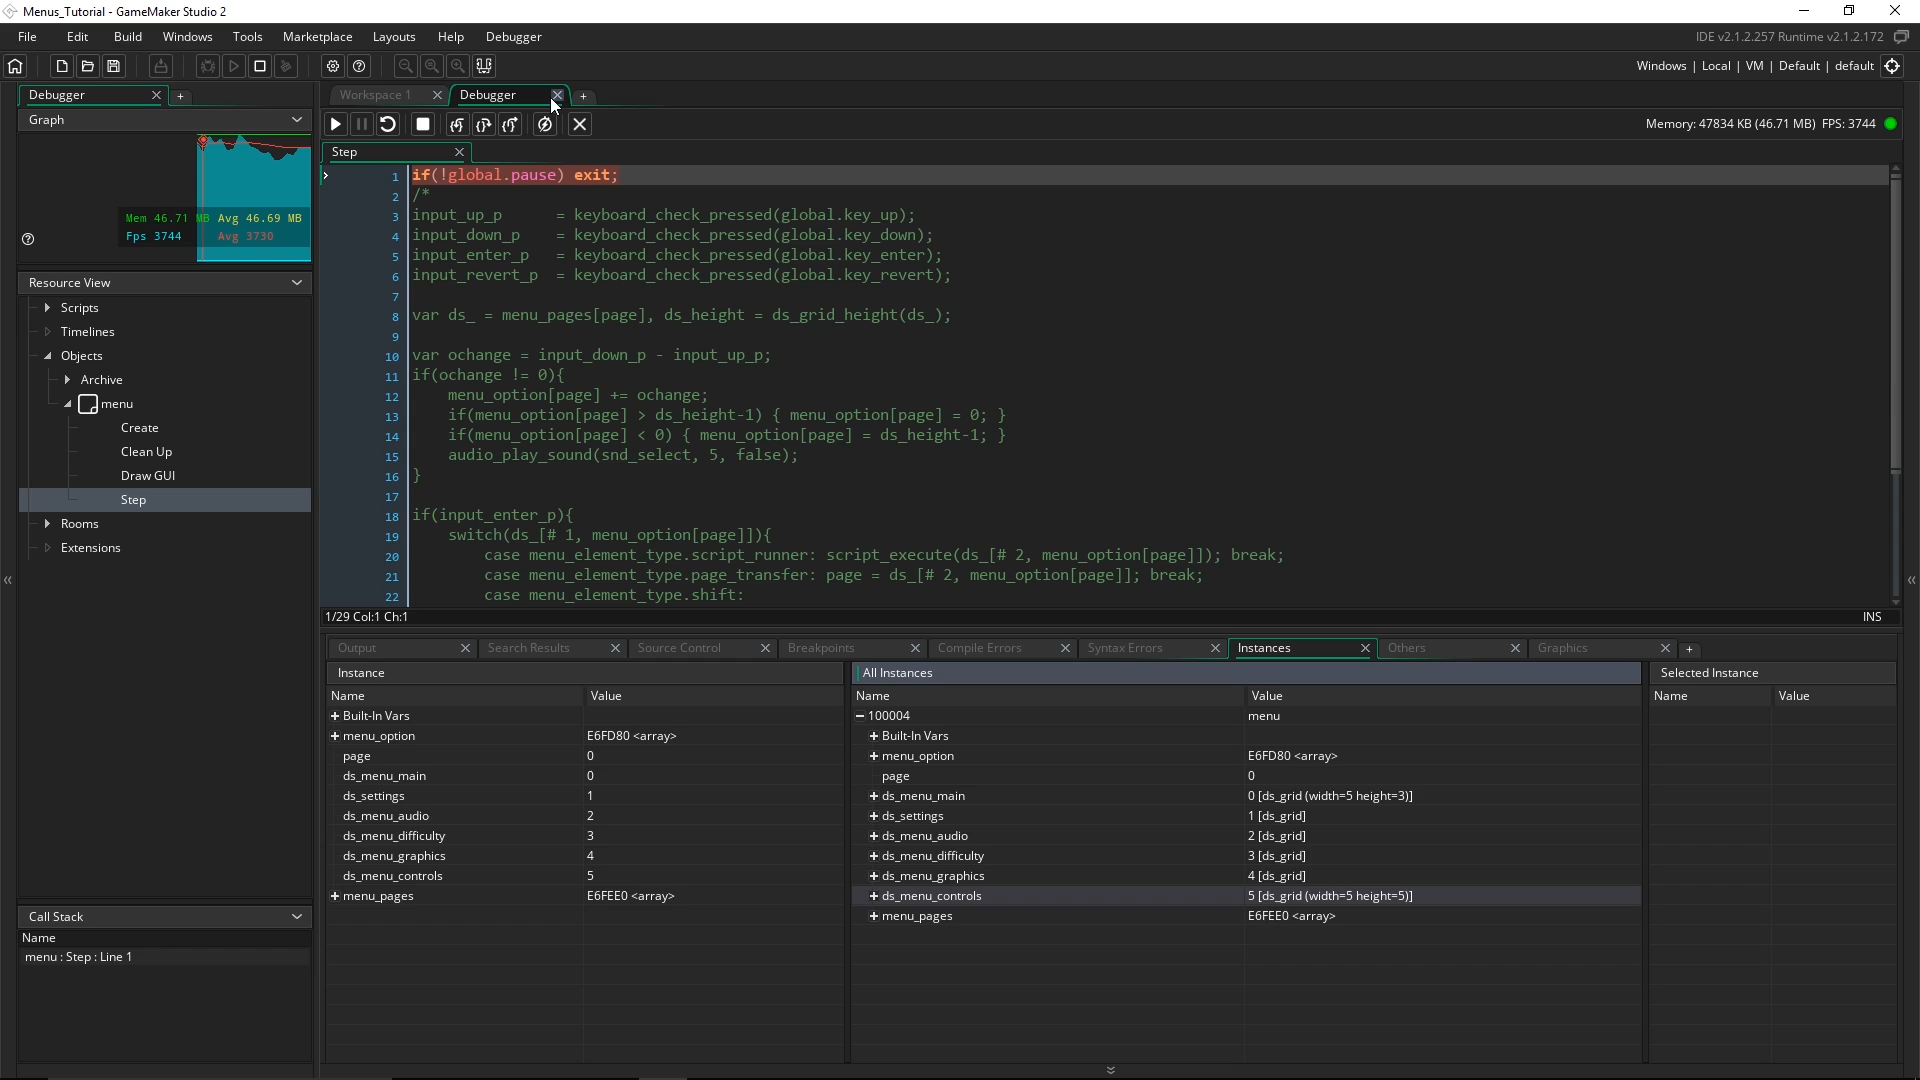 Menus_Tutorial - GameMaker Studio 2
File Edit Build Windows Tools Marketplace Layouts Help Debugger
IDE v2.1.2.257 Runtime v2.1.2.172
Windows | Local | VM | Default | default
Debugger
Graph
Mem 46.71 MB Avg 46.69 MB
Fps 3744 Avg 3730
Resource View
Scripts
Timelines
Objects
Archive
menu
Create
Clean Up
Draw GUI
Step
Rooms
Extensions
Call Stack
Name
menu : Step : Line 1
Workspace 1 Debugger
Memory: 47834 KB (46.71 MB) FPS: 3744
Step
1 if(!global.pause) exit;
2 /*
3 input_up_p = keyboard_check_pressed(global.key_up);
4 input_down_p = keyboard_check_pressed(global.key_down);
5 input_enter_p = keyboard_check_pressed(global.key_enter);
6 input_revert_p = keyboard_check_pressed(global.key_revert);
7
8 var ds_ = menu_pages[page], ds_height = ds_grid_height(ds_);
9
10 var ochange = input_down_p - input_up_p;
11 if(ochange != 0){
12 menu_option[page] += ochange;
13 if(menu_option[page] > ds_height-1) { menu_option[page] = 0; }
14 if(menu_option[page] < 0) { menu_option[page] = ds_height-1; }
15 audio_play_sound(snd_select, 5, false);
16 }
17
18 if(input_enter_p){
19 switch(ds_[# 1, menu_option[page]]){
20 case menu_element_type.script_runner: script_execute(ds_[# 2, menu_option[page]]); break;
21 case menu_element_type.page_transfer: page = ds_[# 2, menu_option[page]]; break;
22 case menu_element_type.shift:
1/29 Col:1 Ch:1
INS
Output Search Results Source Control Breakpoints Compile Errors Syntax Errors Instances Others Graphics
Instance
Name Value
Built-In Vars
menu_option E6FD80 <array>
page 0
ds_menu_main 0
ds_settings 1
ds_menu_audio 2
ds_menu_difficulty 3
ds_menu_graphics 4
ds_menu_controls 5
menu_pages E6FEE0 <array>
All Instances
Name Value
100004 menu
Built-In Vars
menu_option E6FD80 <array>
page 0
ds_menu_main 0 [ds_grid (width=5 height=3)]
ds_settings 1 [ds_grid]
ds_menu_audio 2 [ds_grid]
ds_menu_difficulty 3 [ds_grid]
ds_menu_graphics 4 [ds_grid]
ds_menu_controls 5 [ds_grid (width=5 height=5)]
menu_pages E6FEE0 <array>
Selected Instance
Name Value